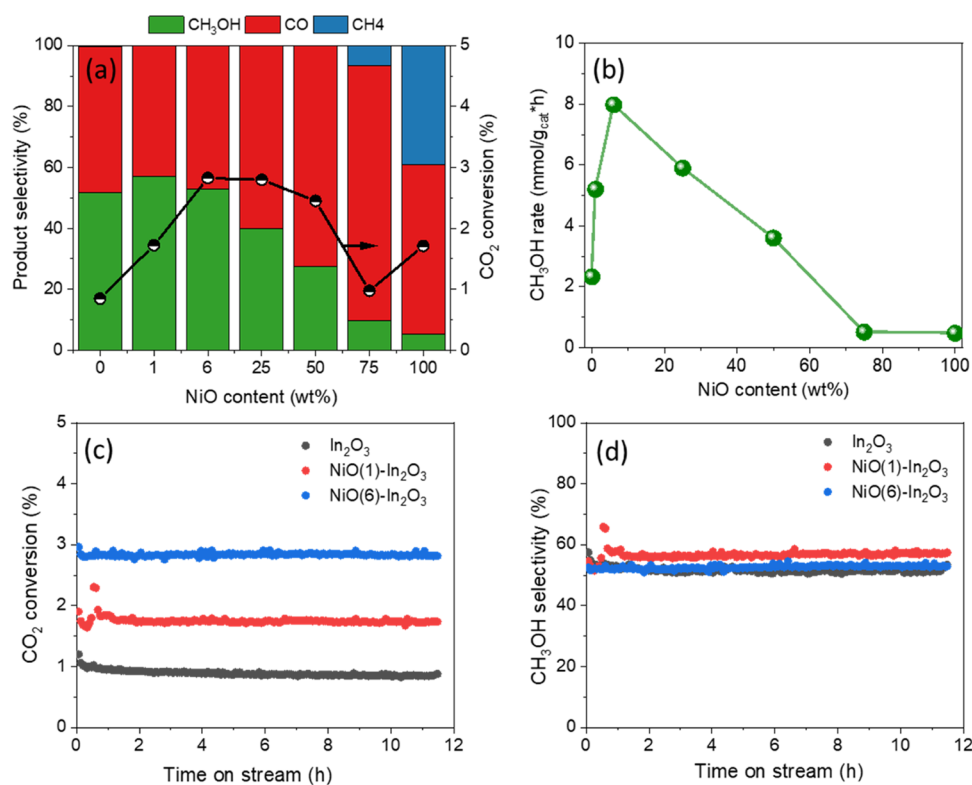 CH₃OH CO CH4
(a)
100
80
60
40
20
0
Product selectivity (%)
5
4
3
2
1
0
CO₂ conversion (%)
0 1 6 25 50 75 100
NiO content (wt%)
(b)
10
8
6
4
2
0
CH₃OH rate (mmol/g_cat*h)
0 20 40 60 80 100
NiO content (wt%)
(c)
In₂O₃
NiO(1)-In₂O₃
NiO(6)-In₂O₃
5
4
3
2
1
0
CO₂ conversion (%)
0 2 4 6 8 10 12
Time on stream (h)
(d)
In₂O₃
NiO(1)-In₂O₃
NiO(6)-In₂O₃
100
80
60
40
20
0
CH₃OH selectivity (%)
0 2 4 6 8 10 12
Time on stream (h)